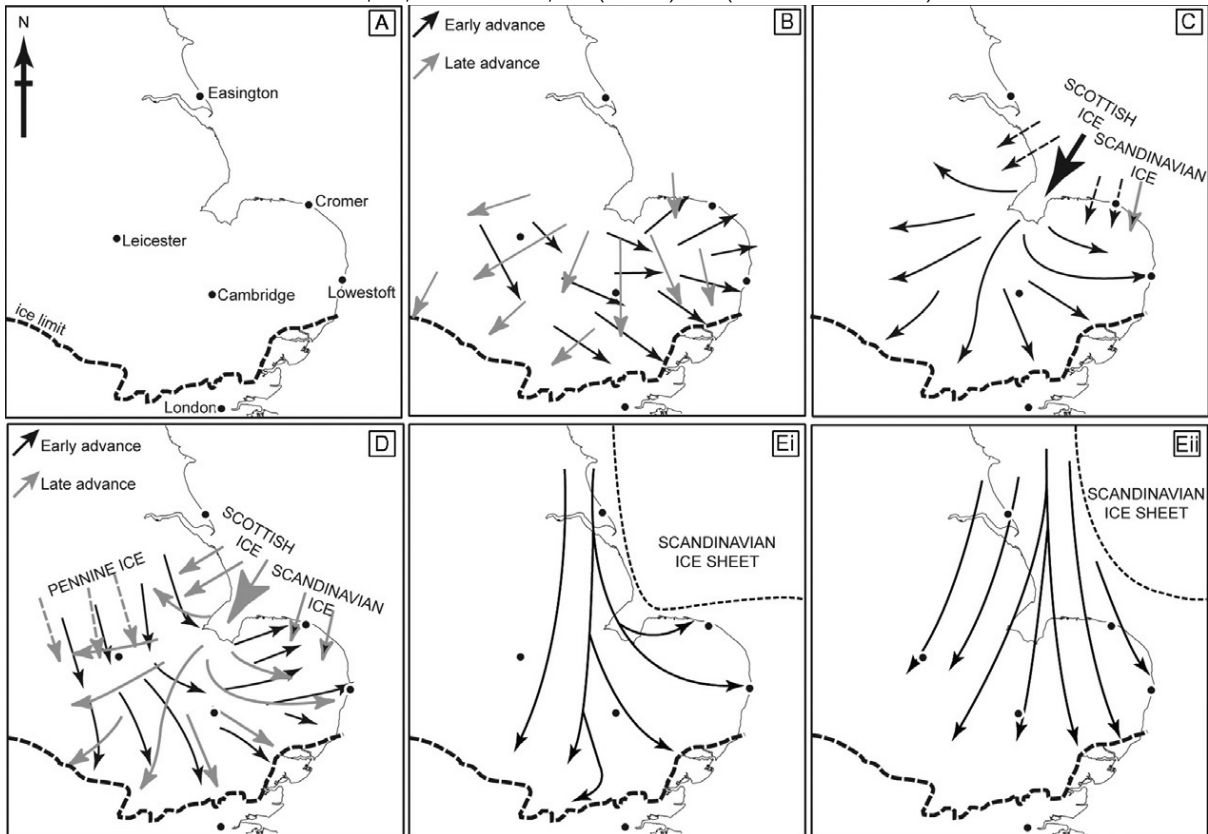 A
N
Easington
Cromer
Leicester
Cambridge
Lowestoft
ice limit
London
B
Early advance
Late advance
C
SCOTTISH
ICE
SCANDINAVIAN
ICE
D
Early advance
Late advance
PENNINE ICE
SCOTTISH
ICE
SCANDINAVIAN
ICE
Ei
SCANDINAVIAN
ICE SHEET
Eii
SCANDINAVIAN
ICE SHEET